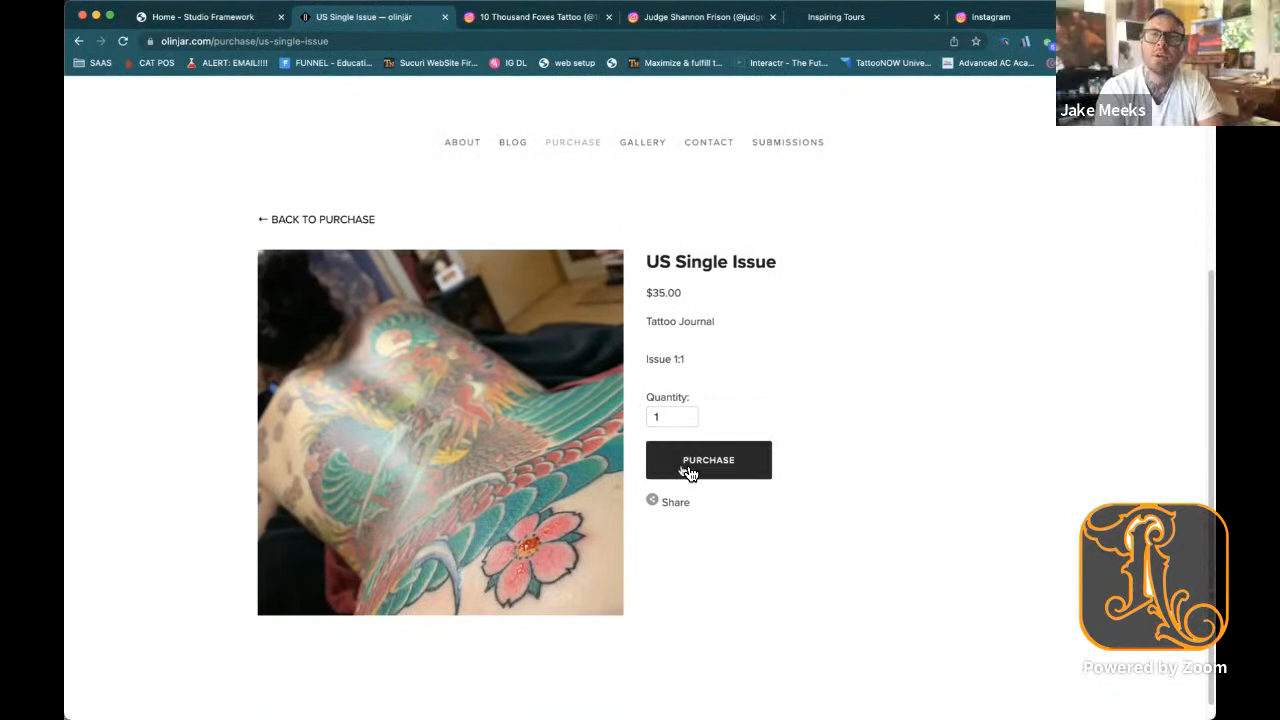 Home - Studio Framework
US Single Issue — olinjär
10 Thousand Foxes Tattoo (@1
Judge Shannon Frison (@judg
Inspiring Tours
Instagram
olinjar.com/purchase/us-single-issue
SAAS
CAT POS
ALERT: EMAIL!!!!
FUNNEL - Educati...
Sucuri WebSite Fir...
IG DL
web setup
Maximize & fulfill t...
Interactr - The Fut...
TattooNOW Unive...
Advanced AC Aca...
Jake Meeks
ABOUT BLOG PURCHASE GALLERY CONTACT SUBMISSIONS
← BACK TO PURCHASE
US Single Issue
$35.00
Tattoo Journal
Issue 1:1
Quantity:
1
PURCHASE
Share
Powered by Zoom